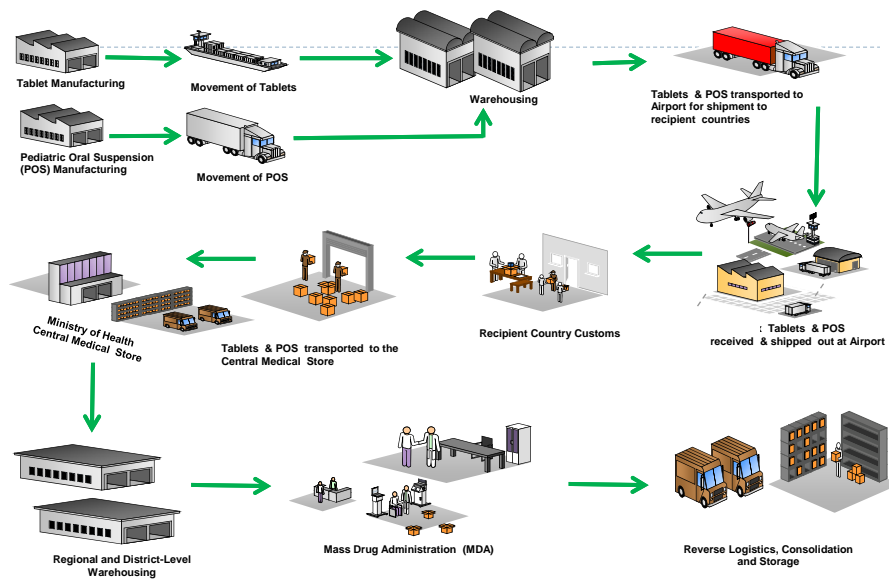 Tablet Manufacturing
Movement of Tablets
Warehousing
Tablets & POS transported to
Airport for shipment to
recipient countries
Pediatric Oral Suspension
(POS) Manufacturing
Movement of POS
: Tablets & POS
received & shipped out at Airport
Recipient Country Customs
Tablets & POS transported to the
Central Medical Store
Ministry of Health
Central Medical Store
Regional and District-Level
Warehousing
Mass Drug Administration (MDA)
Reverse Logistics, Consolidation
and Storage